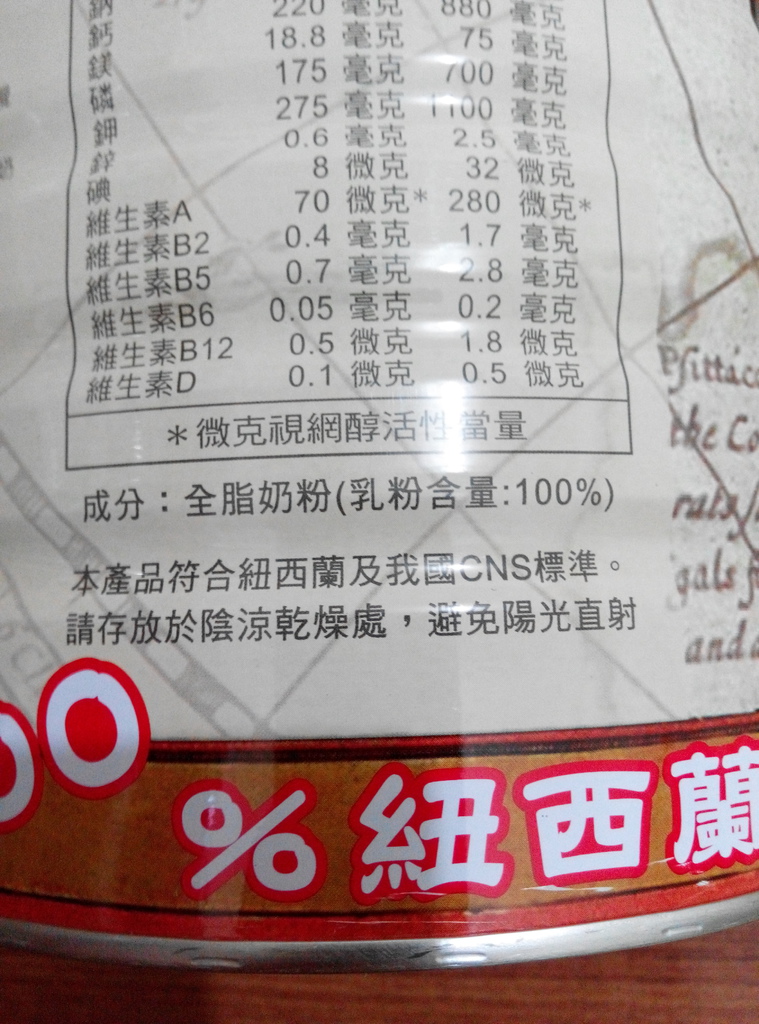 鈉
鈣 220 毫克 880 毫克
鎂 18.8 毫克 75 毫克
磷 175 毫克 700 毫克
鉀 275 毫克 1100 毫克
鋅 0.6 毫克 2.5 毫克
碘 8 微克 32 微克
維生素A 70 微克* 280 微克*
維生素B2 0.4 毫克 1.7 毫克
維生素B5 0.7 毫克 2.8 毫克
維生素B6 0.05 毫克 0.2 毫克
維生素B12 0.5 微克 1.8 微克
維生素D 0.1 微克 0.5 微克
*微克視網醇活性當量
成分：全脂奶粉(乳粉含量:100%)
本產品符合紐西蘭及我國CNS標準。
請存放於陰涼乾燥處，避免陽光直射
the Co
gals
and
00% 紐西蘭